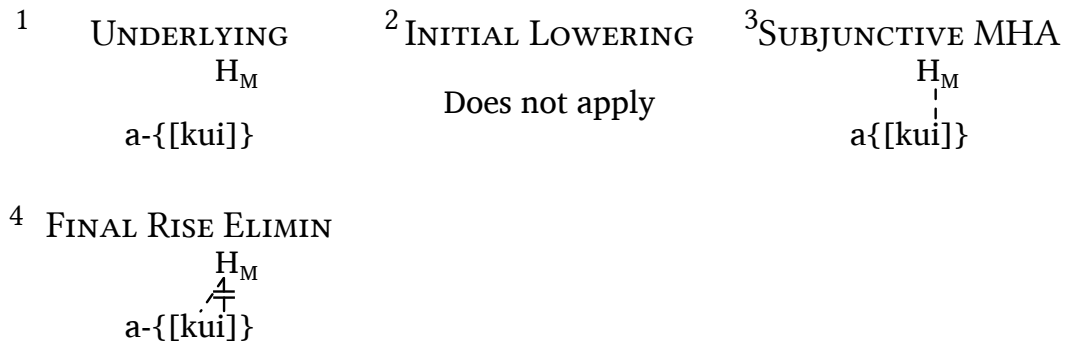 1 UNDERLYING
H_M
a-{[kui]}
2 INITIAL LOWERING
Does not apply
3 SUBJUNCTIVE MHA
H_M
a{[kui]}
4 FINAL RISE ELIMIN
H_M
a-{[kui]}